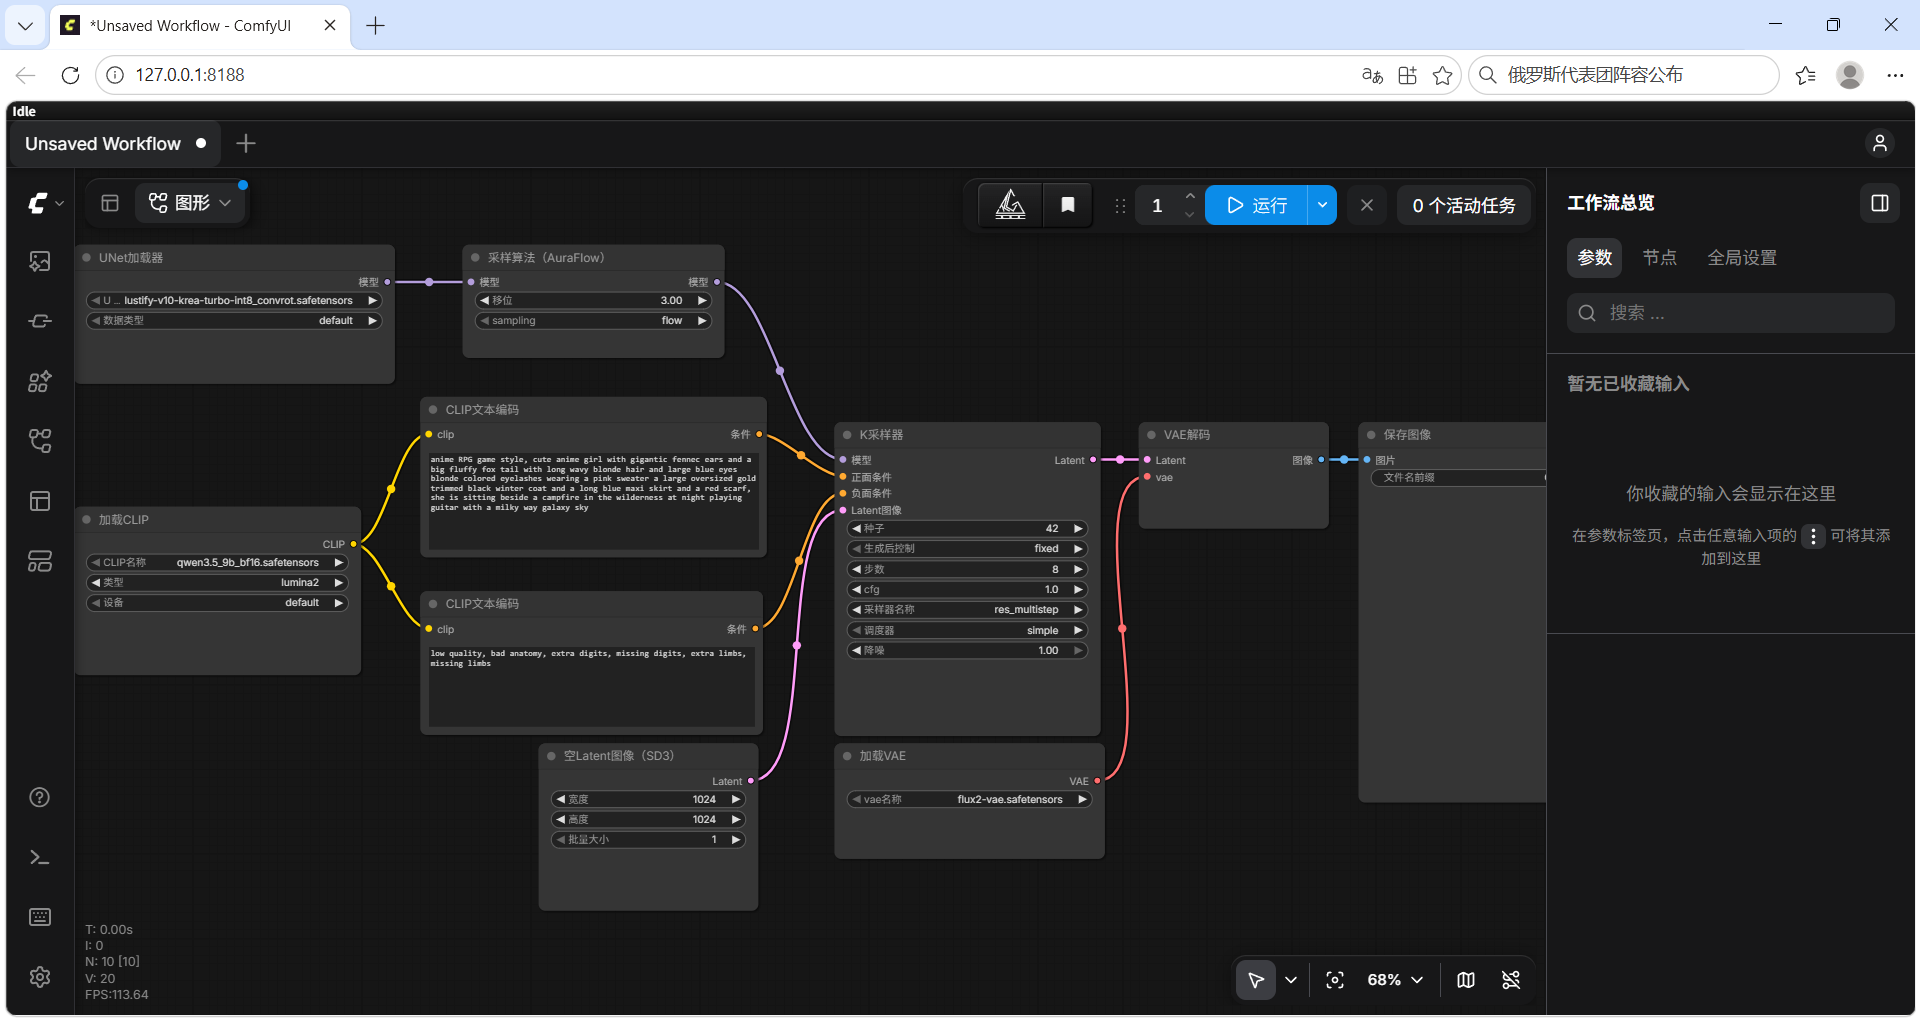 *Unsaved Workflow - ComfyUI
127.0.0.1:8188
俄罗斯代表团阵容公布
Idle
Unsaved Workflow
图形
1
运行
0 个活动任务
工作流总览
参数
节点
全局设置
搜索 ...
暂无已收藏输入
你收藏的输入会显示在这里
在参数标签页，点击任意输入项的 ⋮ 可将其添
加到这里
UNet加载器
模型
U ... lustify-v10-krea-turbo-int8_convrot.safetensors
数据类型 default
采样算法（AuraFlow）
模型 模型
移位 3.00
sampling flow
CLIP文本编码
clip 条件
anime RPG game style, cute anime girl with gigantic fennec ears and a
big fluffy fox tail with long wavy blonde hair and large blue eyes
blonde colored eyelashes wearing a pink sweater a large oversized gold
trimmed black winter coat and a long blue maxi skirt and a red scarf,
she is sitting beside a campfire in the wilderness at night playing
guitar with a milky way galaxy sky
加载CLIP
CLIP
CLIP名称 qwen3.5_9b_bf16.safetensors
类型 lumina2
设备 default
CLIP文本编码
clip 条件
low quality, bad anatomy, extra digits, missing digits, extra limbs,
missing limbs
空Latent图像（SD3）
Latent
宽度 1024
高度 1024
批量大小 1
K采样器
模型 Latent
正面条件
负面条件
Latent图像
种子 42
生成后控制 fixed
步数 8
cfg 1.0
采样器名称 res_multistep
调度器 simple
降噪 1.00
加载VAE
VAE
vae名称 flux2-vae.safetensors
VAE解码
Latent 图像
vae
保存图像
图片
文件名前缀
T: 0.00s
I: 0
N: 10 [10]
V: 20
FPS:113.64
68%